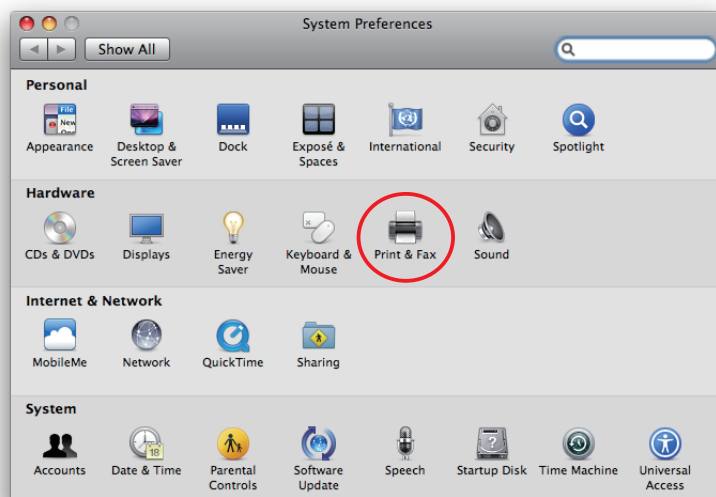 System Preferences
Show All
Personal
File
New
Appearance
Desktop &
Screen Saver
Dock
Exposé &
Spaces
International
Security
Spotlight
Hardware
CDs & DVDs
Displays
Energy
Saver
Keyboard &
Mouse
Print & Fax
Sound
Internet & Network
MobileMe
Network
QuickTime
Sharing
System
18
?
Accounts
Date & Time
Parental
Controls
Software
Update
Speech
Startup Disk
Time Machine
Universal
Access